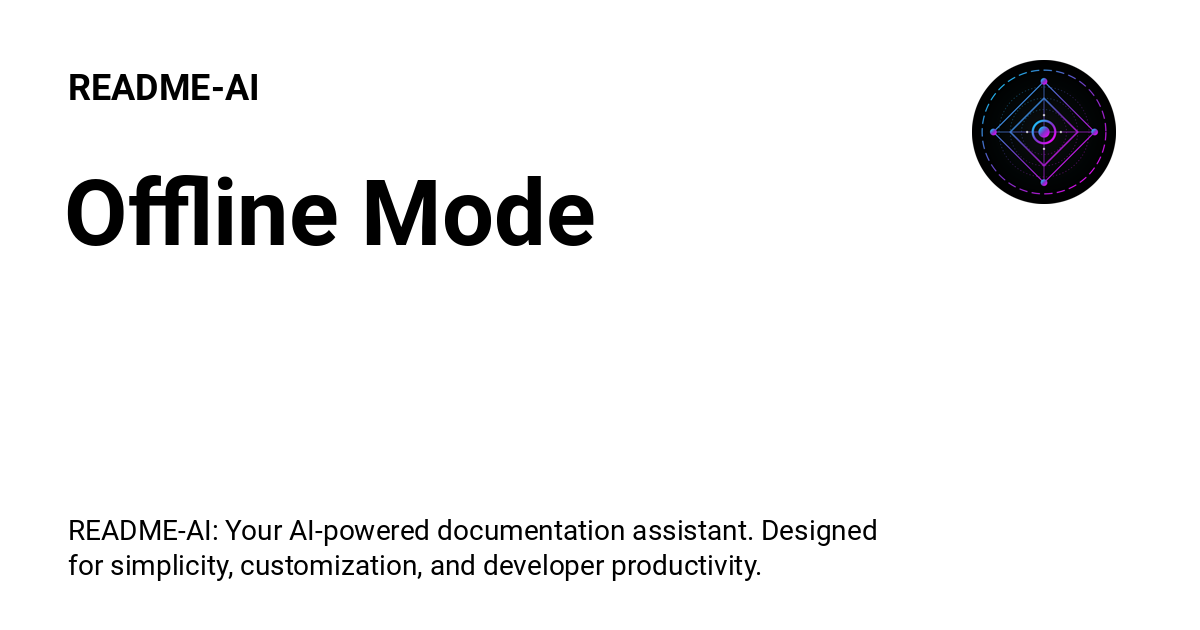 README-AI
Offline Mode
README-AI: Your AI-powered documentation assistant. Designed
for simplicity, customization, and developer productivity.